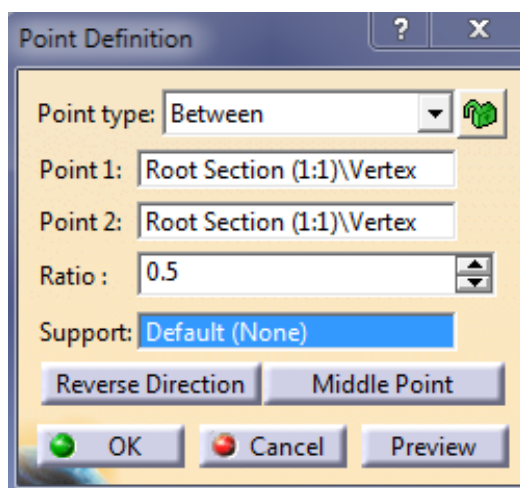 Point Definition ? X
Point type: Between
Point 1: Root Section (1:1)\Vertex
Point 2: Root Section (1:1)\Vertex
Ratio : 0.5
Support: Default (None)
Reverse Direction Middle Point
OK Cancel Preview